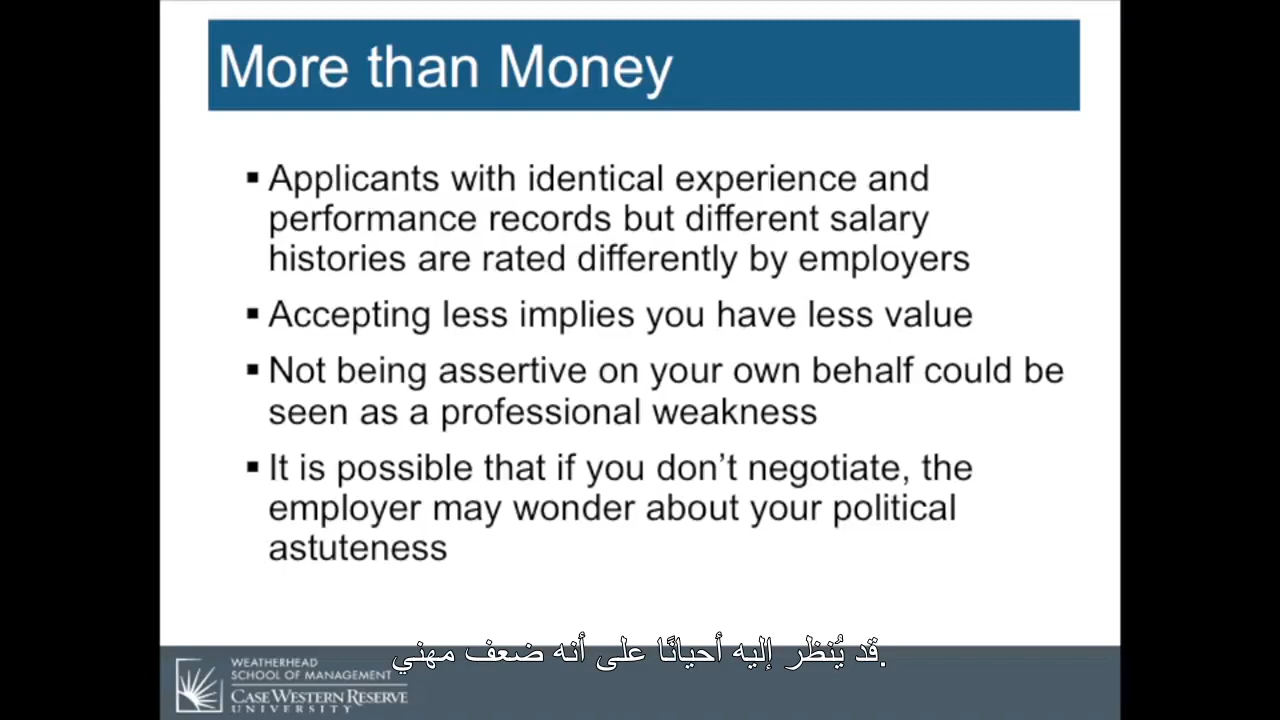 More than Money
▪ Applicants with identical experience and
performance records but different salary
histories are rated differently by employers
▪ Accepting less implies you have less value
▪ Not being assertive on your own behalf could be
seen as a professional weakness
▪ It is possible that if you don’t negotiate, the
employer may wonder about your political
astuteness
قد يُنظر إليه أحيانًا على أنه ضعف مهني.
WEATHERHEAD
SCHOOL OF MANAGEMENT
CASE WESTERN RESERVE
UNIVERSITY